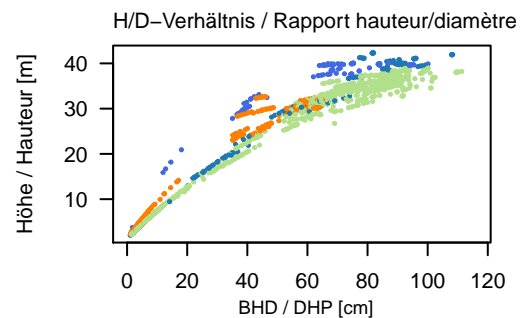 H/D−Verhältnis / Rapport hauteur/diamètre
Höhe / Hauteur [m]
40
30
20
10
0 20 40 60 80 100 120
BHD / DHP [cm]